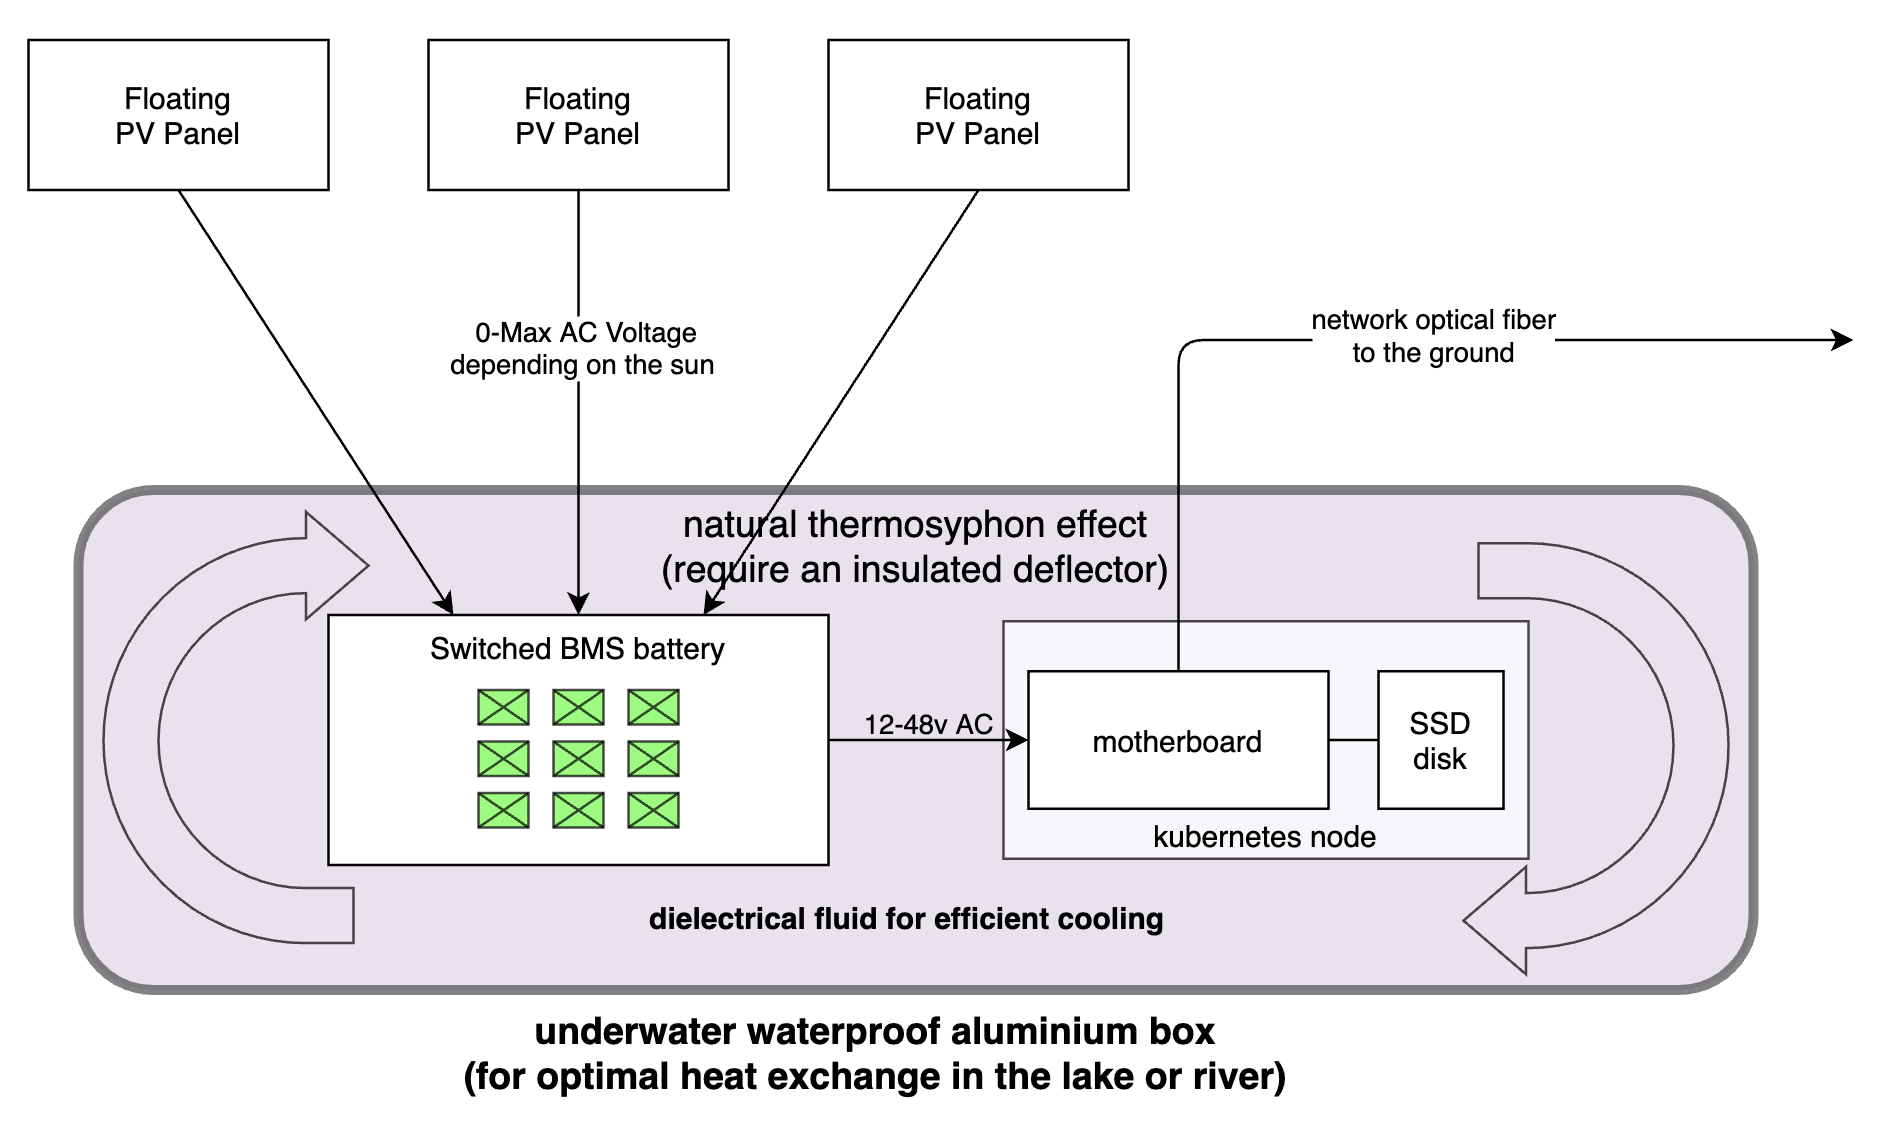 Floating
PV Panel
Floating
PV Panel
Floating
PV Panel
0-Max AC Voltage
depending on the sun
network optical fiber
to the ground
natural thermosyphon effect
(require an insulated deflector)
Switched BMS battery
12-48v AC
motherboard
SSD
disk
kubernetes node
dielectrical fluid for efficient cooling
underwater waterproof aluminium box
(for optimal heat exchange in the lake or river)